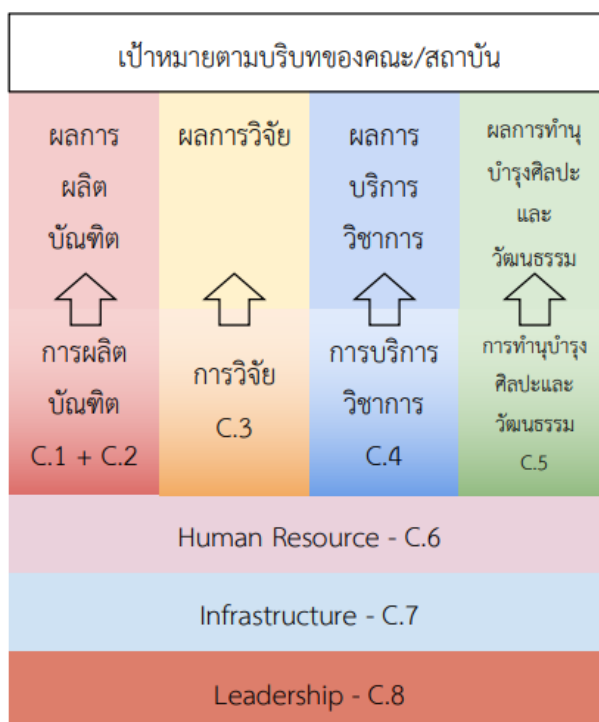 เป้าหมายตามบริบทของคณะ/สถาบัน
ผลการ
ผลิต
บัณฑิต
ผลการวิจัย
ผลการ
บริการ
วิชาการ
ผลการทำนุ
บำรุงศิลปะ
และ
วัฒนธรรม
การผลิต
บัณฑิต
C.1 + C.2
การวิจัย
C.3
การบริการ
วิชาการ
C.4
การทำนุบำรุง
ศิลปะและ
วัฒนธรรม
C.5
Human Resource - C.6
Infrastructure - C.7
Leadership - C.8